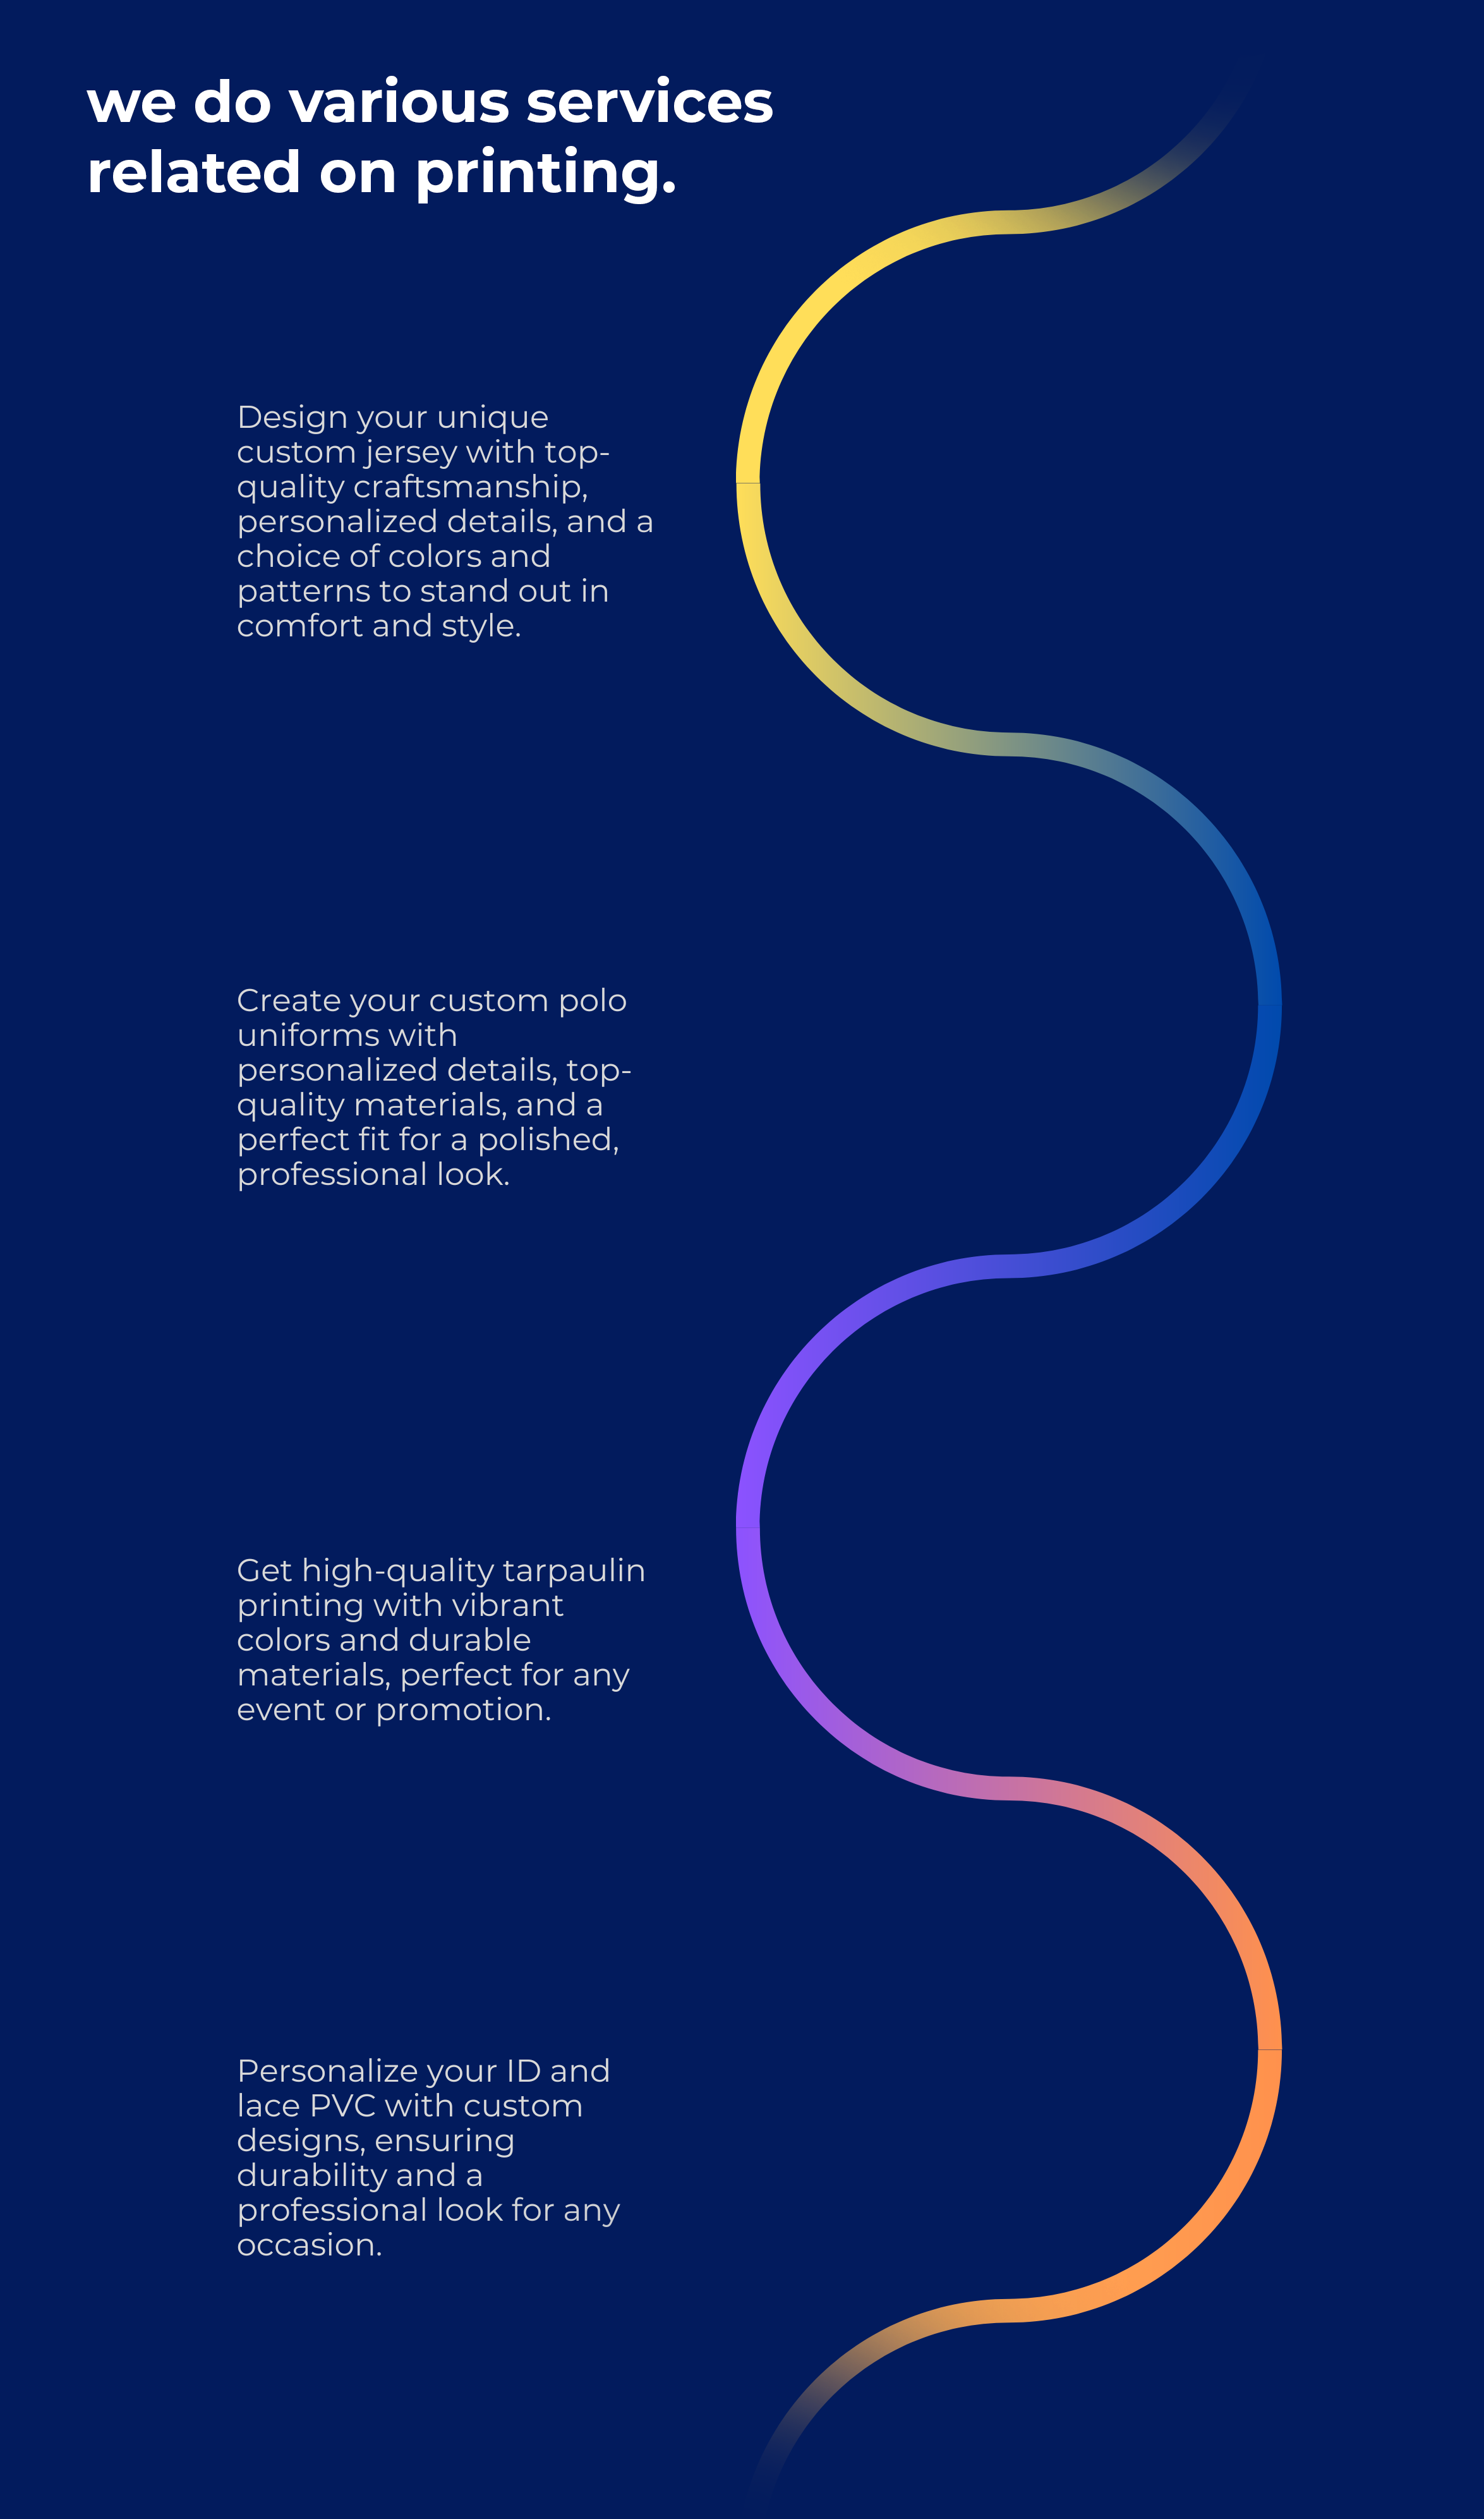 we do various services
related on printing.
Design your unique
custom jersey with top-
quality craftsmanship,
personalized details, and a
choice of colors and
patterns to stand out in
comfort and style.
Create your custom polo
uniforms with
personalized details, top-
quality materials, and a
perfect fit for a polished,
professional look.
Get high-quality tarpaulin
printing with vibrant
colors and durable
materials, perfect for any
event or promotion.
Personalize your ID and
lace PVC with custom
designs, ensuring
durability and a
professional look for any
occasion.